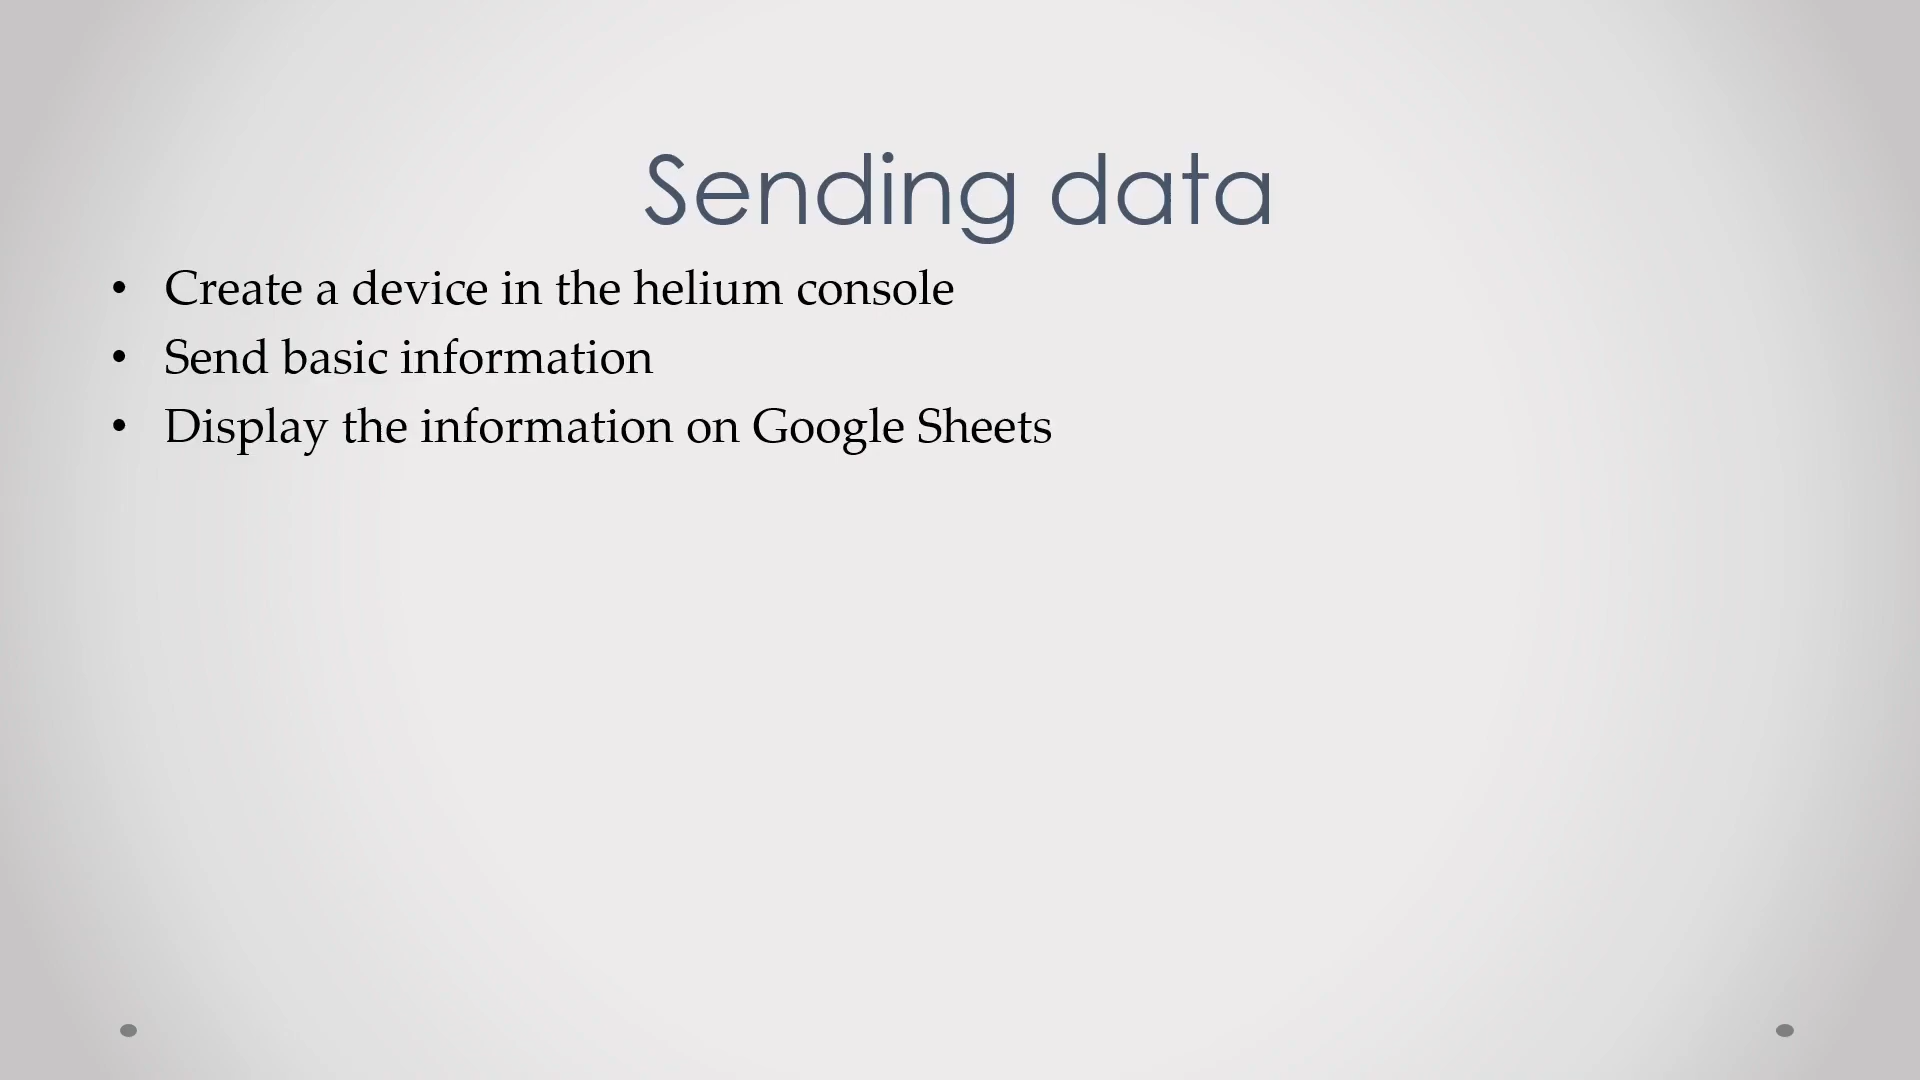 Sending data
• Create a device in the helium console
• Send basic information
• Display the information on Google Sheets